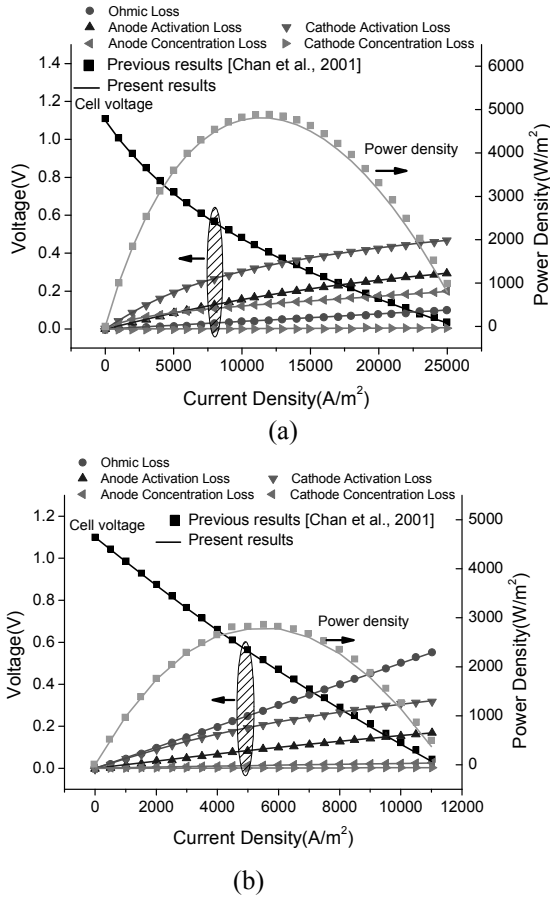 Ohmic Loss
Anode Activation Loss Cathode Activation Loss
Anode Concentration Loss Cathode Concentration Loss
(a)
Previous results [Chan et al., 2001]
Present results
Cell voltage
Power density
Voltage(V)
1.4
1.2
1.0
0.8
0.6
0.4
0.2
0.0
Power Density(W/m²)
6000
5000
4000
3000
2000
1000
0
0 5000 10000 15000 20000 25000
Current Density(A/m²)
(a)
Ohmic Loss
Anode Activation Loss Cathode Activation Loss
Anode Concentration Loss Cathode Concentration Loss
Previous results [Chan et al., 2001]
Present results
Cell voltage
Power density
Voltage(V)
1.2
1.0
0.8
0.6
0.4
0.2
0.0
Power Density(W/m²)
5000
4000
3000
2000
1000
0
0 2000 4000 6000 8000 10000 12000
Current Density(A/m²)
(b)